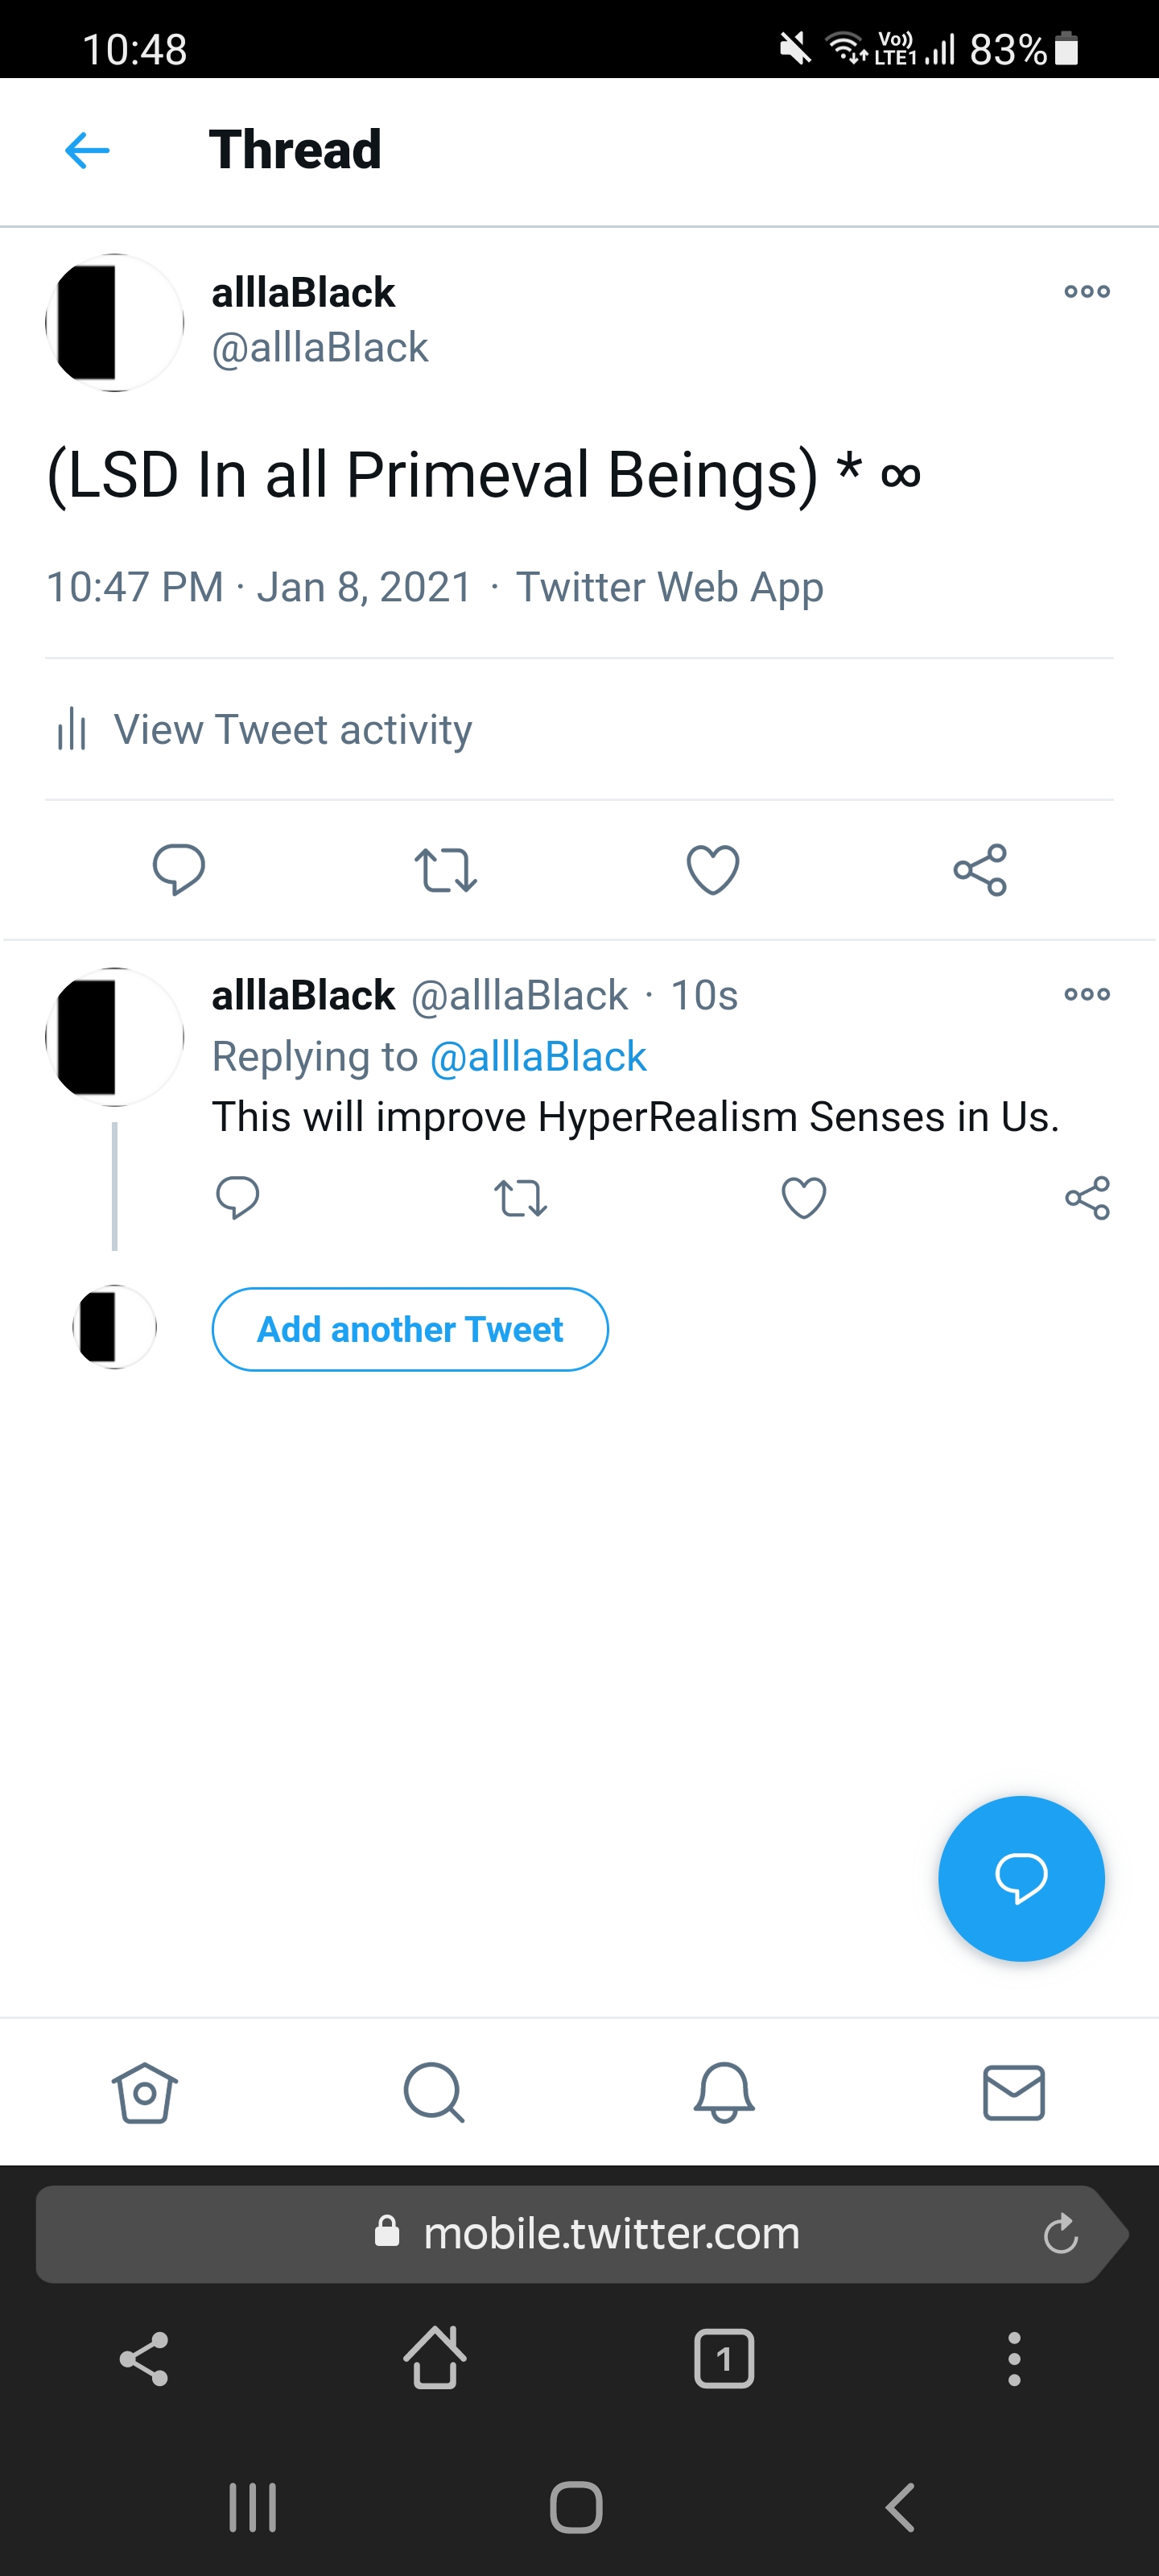 10:48
Vo)) LTE1 83%
Thread
alllaBlack
@alllaBlack
(LSD In all Primeval Beings) * ∞
10:47 PM · Jan 8, 2021 · Twitter Web App
View Tweet activity
alllaBlack @alllaBlack · 10s
Replying to @alllaBlack
This will improve HyperRealism Senses in Us.
Add another Tweet
mobile.twitter.com
1